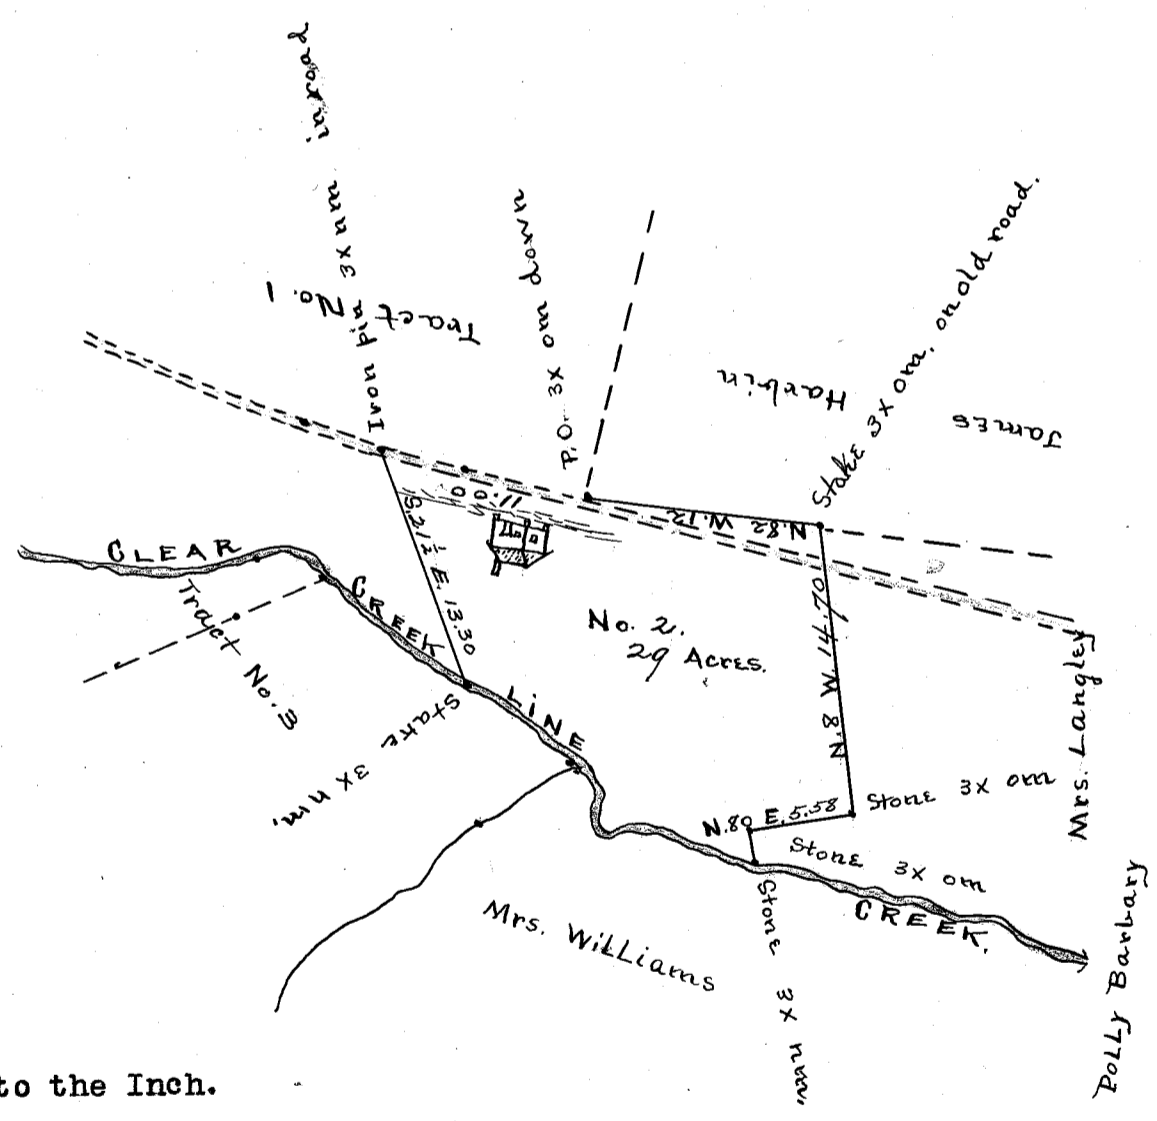 Iron pin 3X nm in road
Tract No. 1
P.O. 3X om down
James
Harbin
Stake 3X om. on old road.
11.00
N.82 W.12
S.21½ E. 13.30
CLEAR
CREEK
LINE
CREEK.
Tract No. 3
No. 2.
29 Acres.
N.8 W. 14.70
Stake 3X nm.
N.80 E. 5.58
Stone 3X om
Stone 3X om
Stone 3X nm
Mrs. Langley
Mrs. Williams
Polly Barbary
to the Inch.